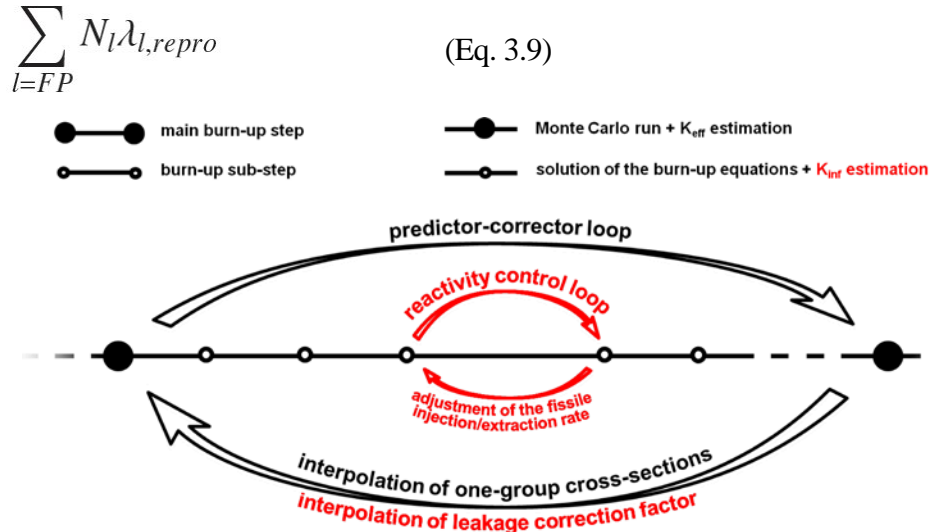 ∑ N_l λ_{l,repro} (Eq. 3.9)
l=FP
main burn-up step
Monte Carlo run + K_eff estimation
burn-up sub-step
solution of the burn-up equations + K_inf estimation
predictor-corrector loop
reactivity control loop
adjustment of the fissile
injection/extraction rate
interpolation of one-group cross-sections
interpolation of leakage correction factor